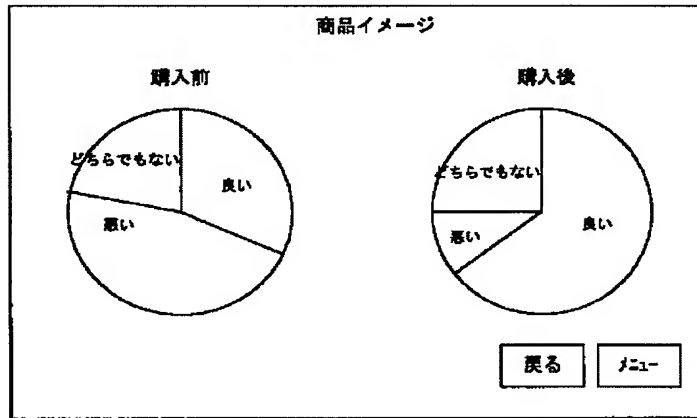 商品イメージ
購入前
購入後
どちらでもない
良い
悪い
どちらでもない
良い
悪い
戻る
メニュー